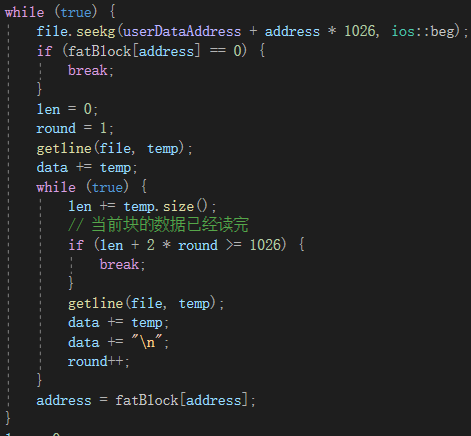 while (true) {
file.seekg(userDataAddress + address * 1026, ios::beg);
if (fatBlock[address] == 0) {
break;
}
len = 0;
round = 1;
getline(file, temp);
data += temp;
while (true) {
len += temp.size();
// 当前块的数据已经读完
if (len + 2 * round >= 1026) {
break;
}
getline(file, temp);
data += temp;
data += "\n";
round++;
}
address = fatBlock[address];
}